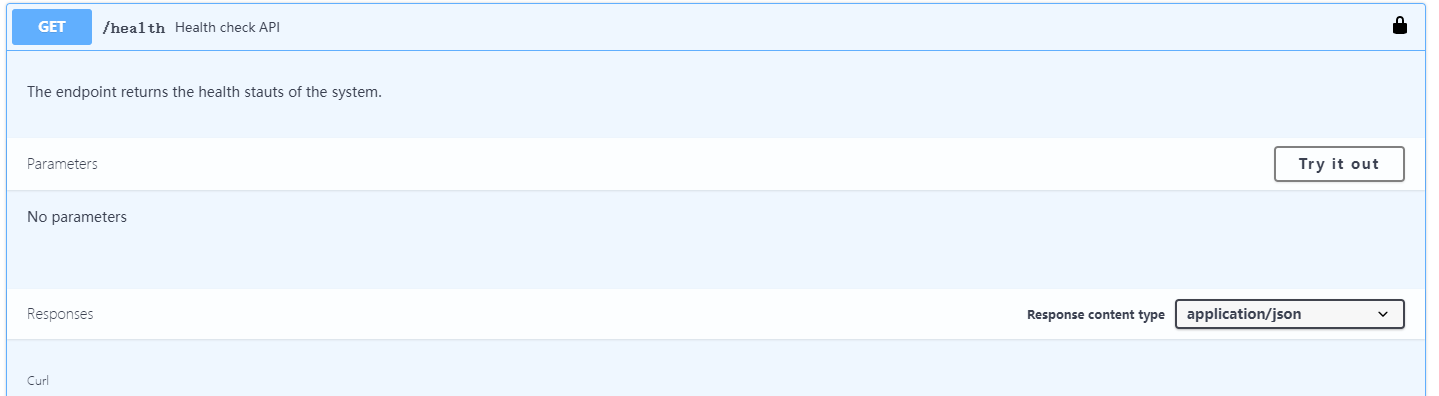 GET /health Health check API
The endpoint returns the health stauts of the system.
Parameters Try it out
No parameters
Responses Response content type application/json
Curl